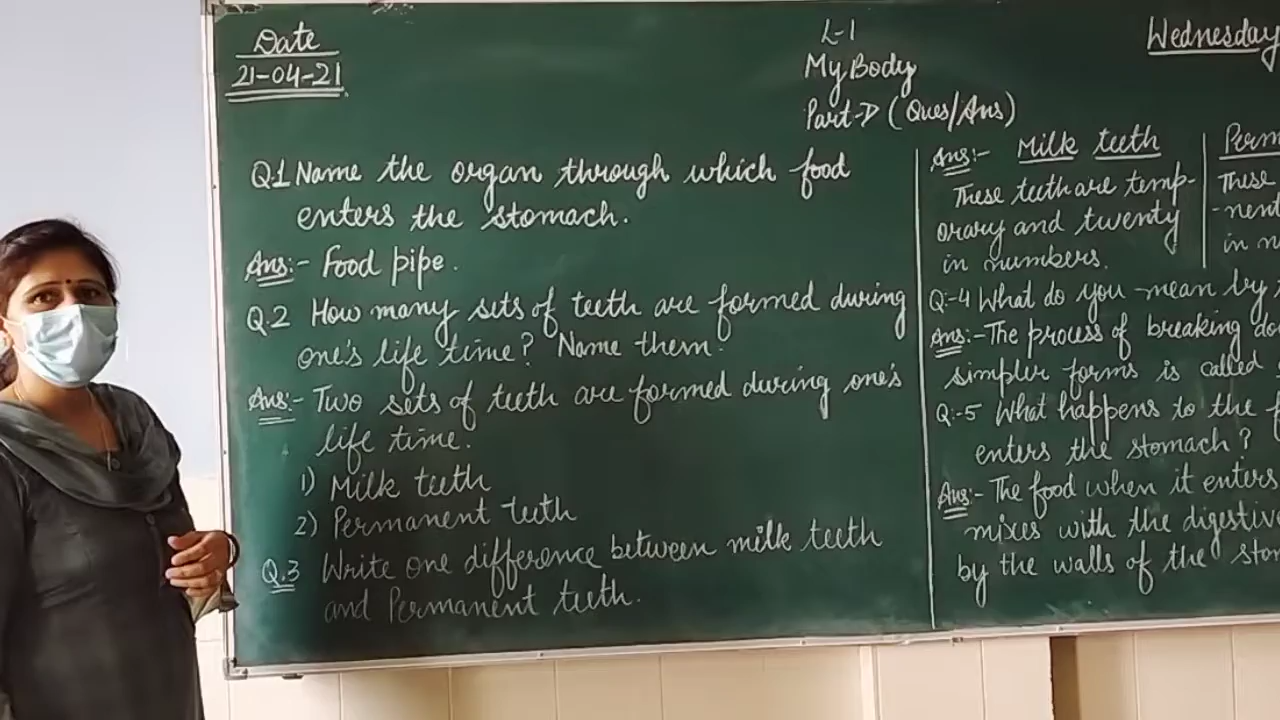 Date
21-04-21
L-1
My Body
Part-D (Ques/Ans)
Wednesday
Q.1 Name the organ through which food
enters the stomach.
Ans:- Food pipe.
Q.2 How many sets of teeth are formed during
one's life time? Name them.
Ans:- Two sets of teeth are formed during one's
life time.
1) Milk teeth
2) Permanent teeth
Q.3 Write one difference between milk teeth
and Permanent teeth.
Ans:- Milk teeth
These teeth are temp-
orary and twenty
in numbers.
Perm
These
-nent
in n
Q:-4 What do you mean by
Ans:- The process of breaking do
simpler forms is called
Q:-5 What happens to the f
enters the stomach?
Ans:- The food when it enters
mixes with the digestiv
by the walls of the sto